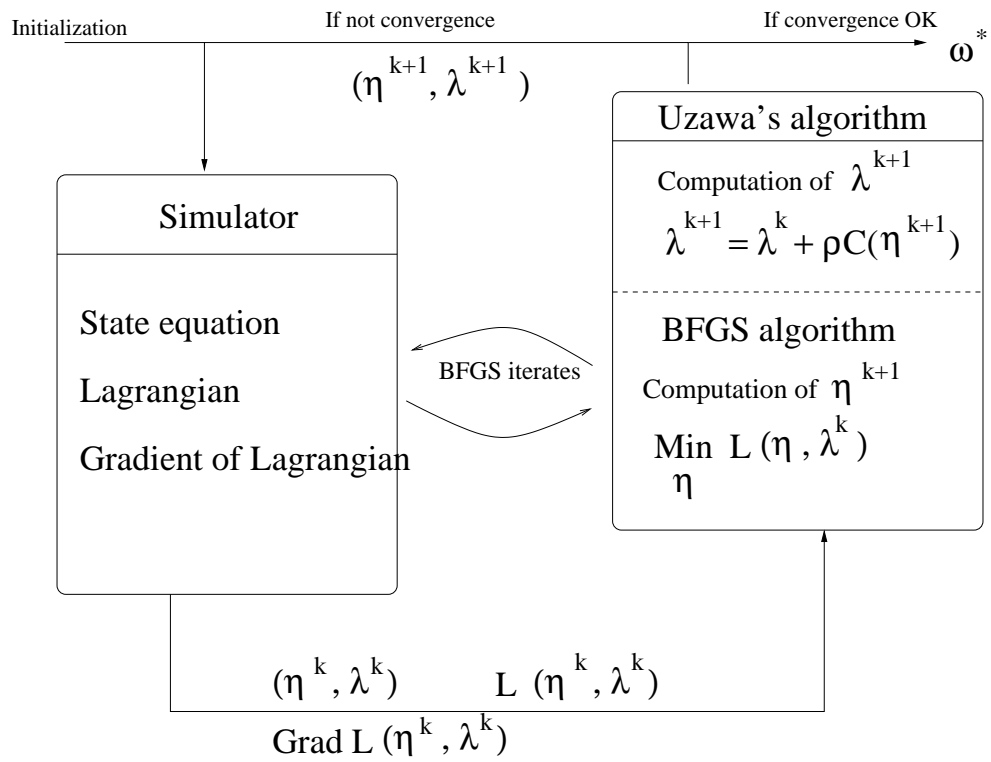 Initialization
If not convergence
If convergence OK
ω*
(η^{k+1}, λ^{k+1})
Simulator
State equation
Lagrangian
Gradient of Lagrangian
BFGS iterates
Uzawa's algorithm
Computation of λ^{k+1}
λ^{k+1} = λ^k + ρC(η^{k+1})
BFGS algorithm
Computation of η^{k+1}
Min L (η, λ^k)
η
(η^k, λ^k) L (η^k, λ^k)
Grad L (η^k, λ^k)